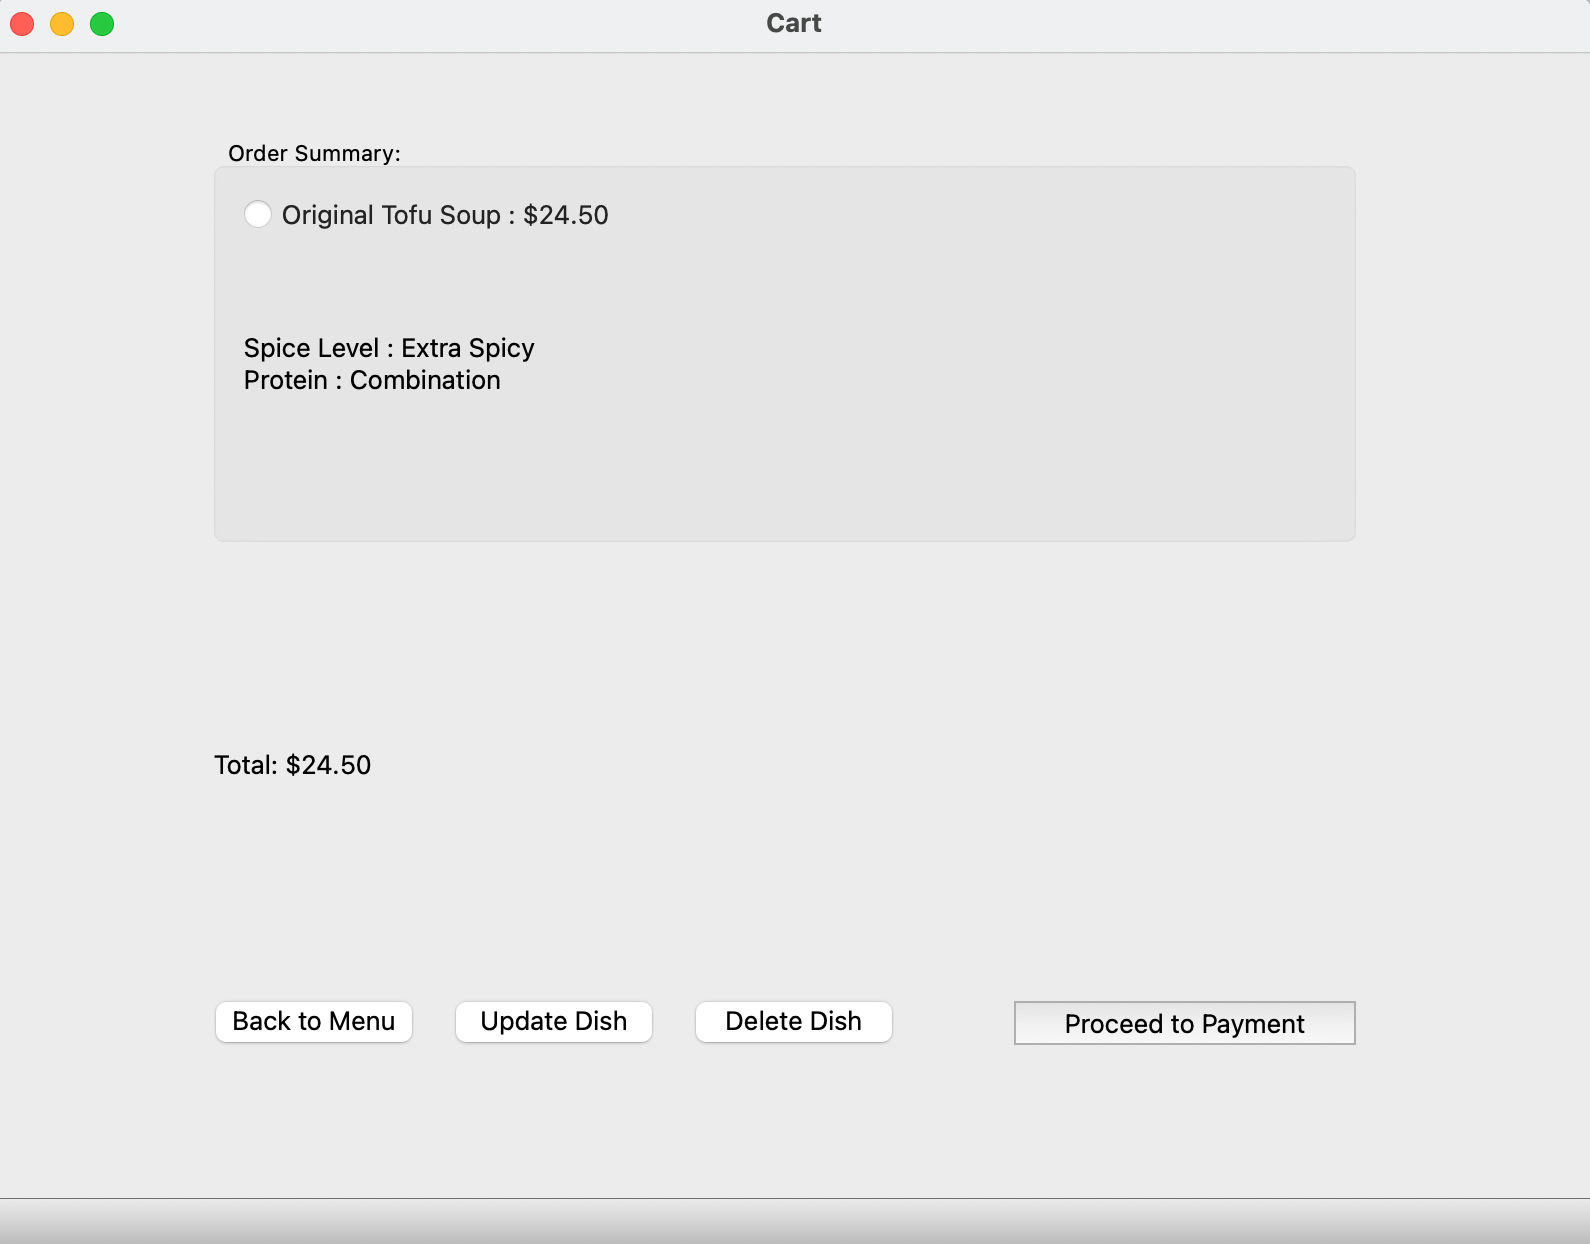 Cart
Order Summary:
Original Tofu Soup : $24.50
Spice Level : Extra Spicy
Protein : Combination
Total: $24.50
Back to Menu
Update Dish
Delete Dish
Proceed to Payment